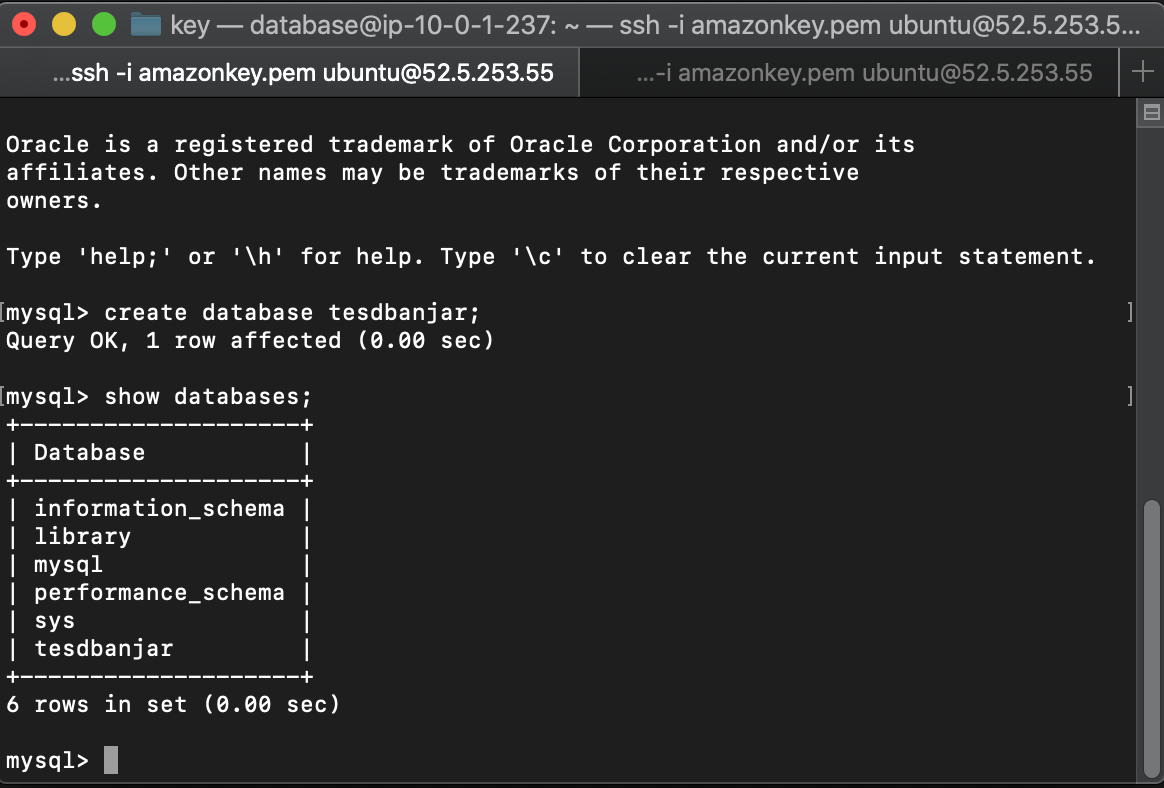 key — database@ip-10-0-1-237: ~ — ssh -i amazonkey.pem ubuntu@52.5.253.5...
...ssh -i amazonkey.pem ubuntu@52.5.253.55
...-i amazonkey.pem ubuntu@52.5.253.55
Oracle is a registered trademark of Oracle Corporation and/or its
affiliates. Other names may be trademarks of their respective
owners.
Type 'help;' or '\h' for help. Type '\c' to clear the current input statement.
[mysql> create database tesdbanjar; ]
Query OK, 1 row affected (0.00 sec)
[mysql> show databases; ]
+--------------------+
| Database           |
+--------------------+
| information_schema |
| library            |
| mysql              |
| performance_schema |
| sys                |
| tesdbanjar         |
+--------------------+
6 rows in set (0.00 sec)
mysql>